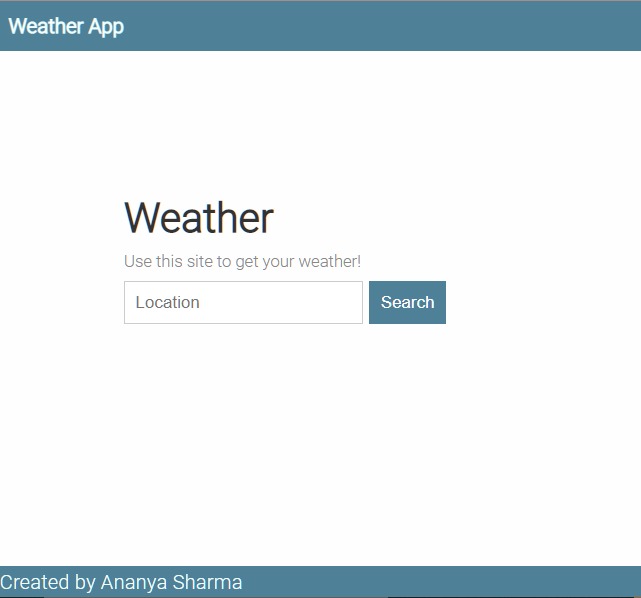 Weather App
Weather
Use this site to get your weather!
Location
Search
Created by Ananya Sharma